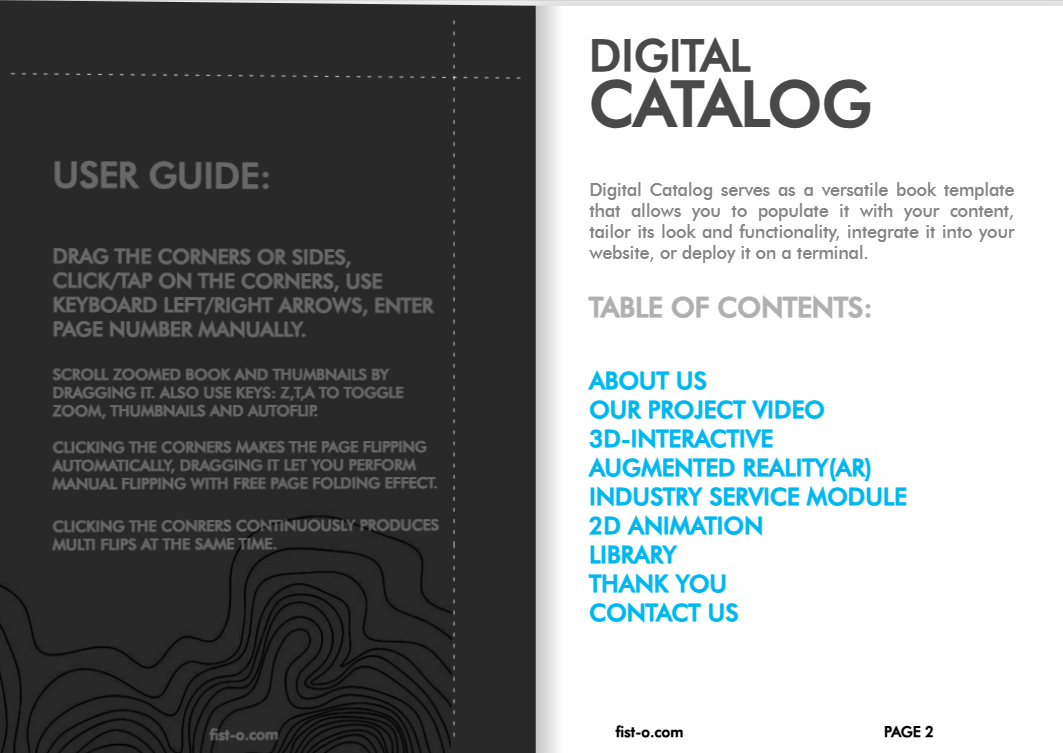 USER GUIDE:
DRAG THE CORNERS OR SIDES,
CLICK/TAP ON THE CORNERS, USE
KEYBOARD LEFT/RIGHT ARROWS, ENTER
PAGE NUMBER MANUALLY.
SCROLL ZOOMED BOOK AND THUMBNAILS BY
DRAGGING IT. ALSO USE KEYS: Z,T,A TO TOGGLE
ZOOM, THUMBNAILS AND AUTOFLIP.
CLICKING THE CORNERS MAKES THE PAGE FLIPPING
AUTOMATICALLY, DRAGGING IT LET YOU PERFORM
MANUAL FLIPPING WITH FREE PAGE FOLDING EFFECT.
CLICKING THE CONRERS CONTINUOUSLY PRODUCES
MULTI FLIPS AT THE SAME TIME.
fist-o.com
DIGITAL
CATALOG
Digital Catalog serves as a versatile book template
that allows you to populate it with your content,
tailor its look and functionality, integrate it into your
website, or deploy it on a terminal.
TABLE OF CONTENTS:
ABOUT US
OUR PROJECT VIDEO
3D-INTERACTIVE
AUGMENTED REALITY(AR)
INDUSTRY SERVICE MODULE
2D ANIMATION
LIBRARY
THANK YOU
CONTACT US
fist-o.com
PAGE 2